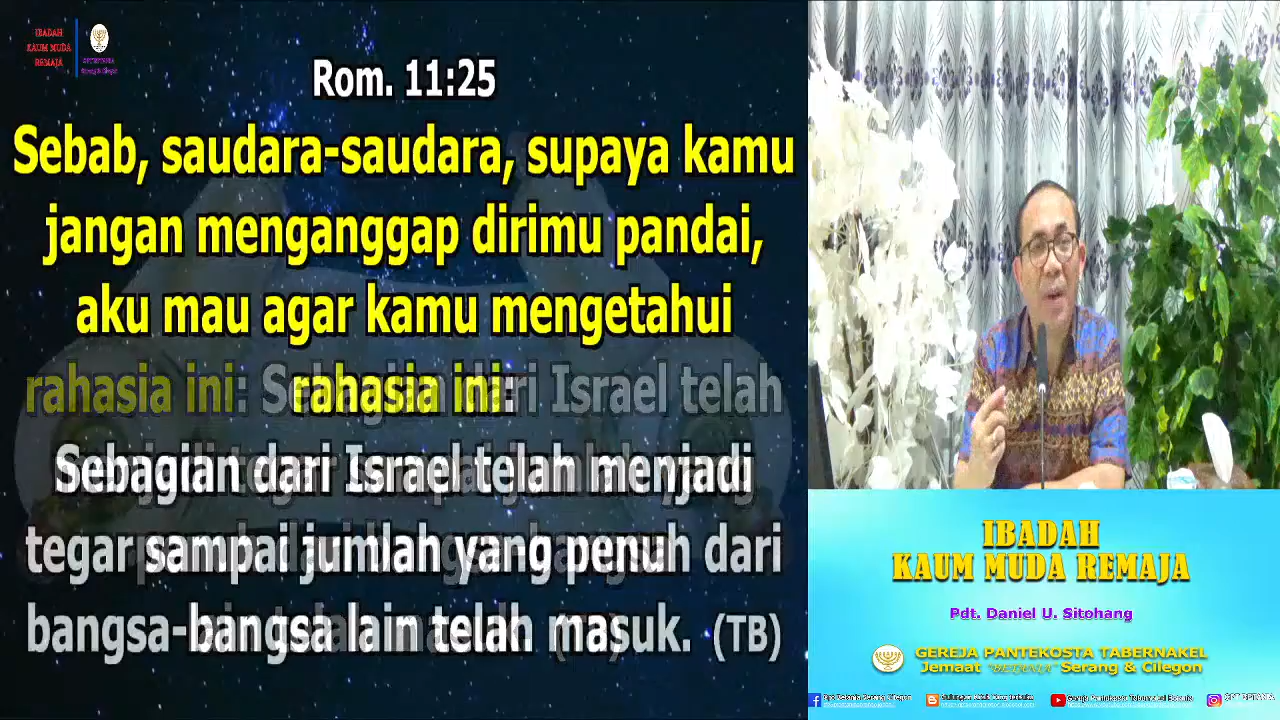 IBADAH
KAUM MUDA
REMAJA
Rom. 11:25
Sebab, saudara-saudara, supaya kamu
jangan menganggap dirimu pandai,
aku mau agar kamu mengetahui
rahasia ini:
Sebagian dari Israel telah menjadi
tegar sampai jumlah yang penuh dari
bangsa-bangsa lain telah masuk. (TB)
IBADAH
KAUM MUDA REMAJA
Pdt. Daniel U. Sitohang
GEREJA PANTEKOSTA TABERNAKEL
Jemaat "BETANIA" Serang & Cilegon